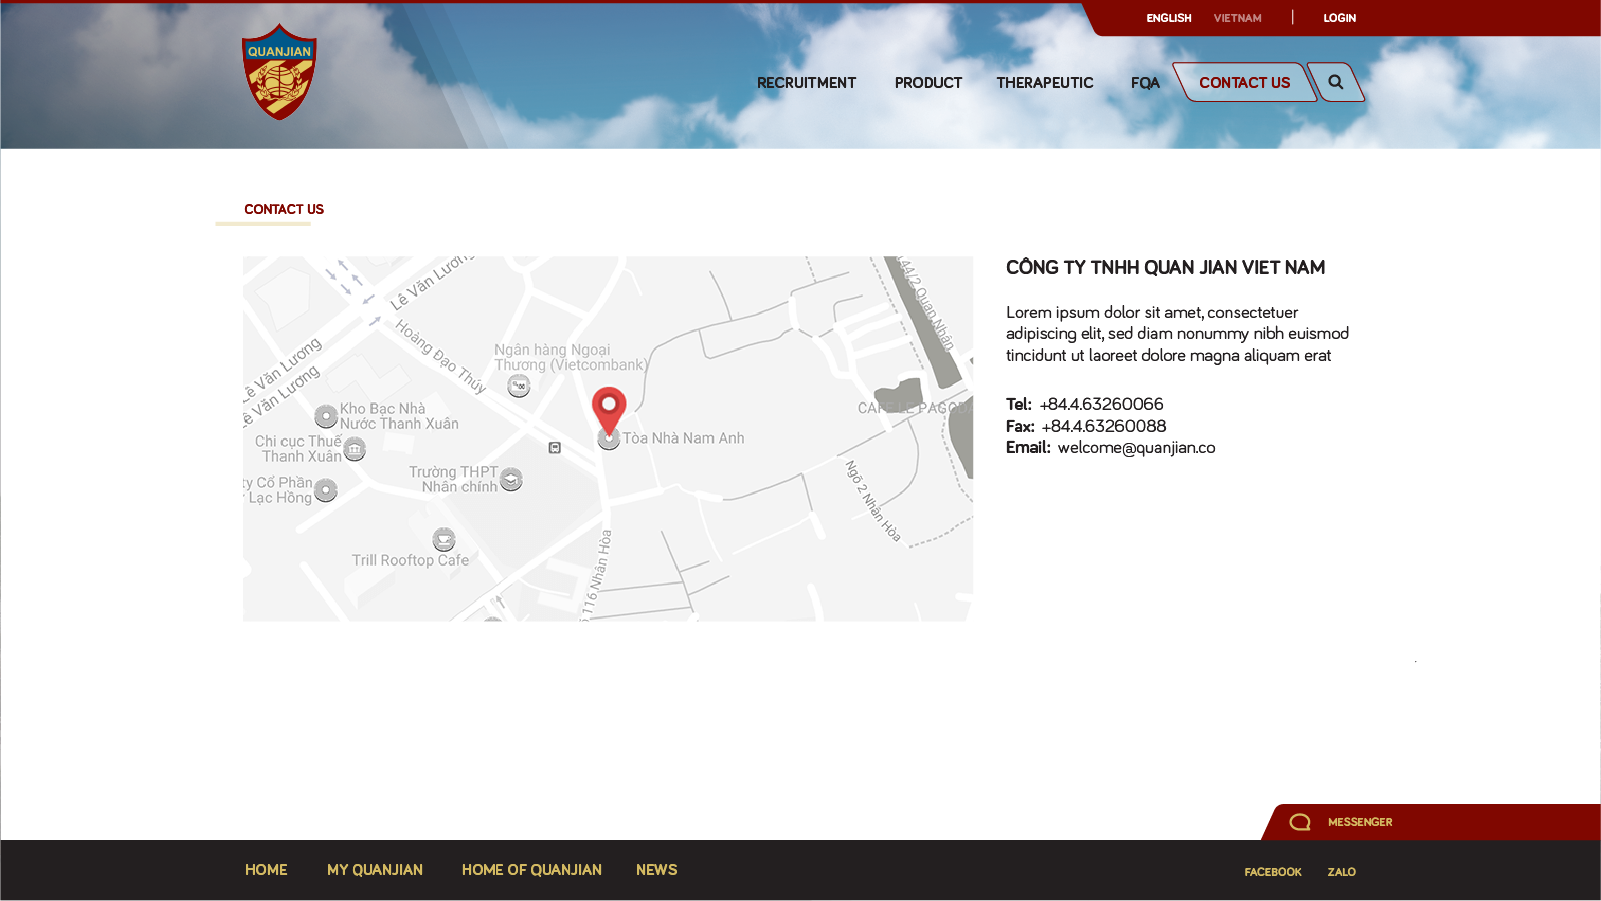 ENGLISH VIETNAM LOGIN
QUANJIAN
RECRUITMENT PRODUCT THERAPEUTIC FQA CONTACT US
CONTACT US
Lê Văn Lương
Lê Văn Lương
Lê Văn Lương
Hoàng Đạo Thúy
Ngân hàng Ngoại
Thương (Vietcombank)
Kho Bạc Nhà
Nước Thanh Xuân
Chi cục Thuế
Thanh Xuân
Tòa Nhà Nam Anh
Trường THPT
Nhân chính
ty Cổ Phần
Lạc Hồng
Trill Rooftop Cafe
116 Nhân Hòa
Ngõ 2 Nhân Hòa
CAFE LE PAGODA
44/2 Quan Nhân
CÔNG TY TNHH QUAN JIAN VIET NAM
Lorem ipsum dolor sit amet, consectetuer
adipiscing elit, sed diam nonummy nibh euismod
tincidunt ut laoreet dolore magna aliquam erat
Tel: +84.4.63260066
Fax: +84.4.63260088
Email: welcome@quanjian.co
MESSENGER
HOME MY QUANJIAN HOME OF QUANJIAN NEWS
FACEBOOK ZALO